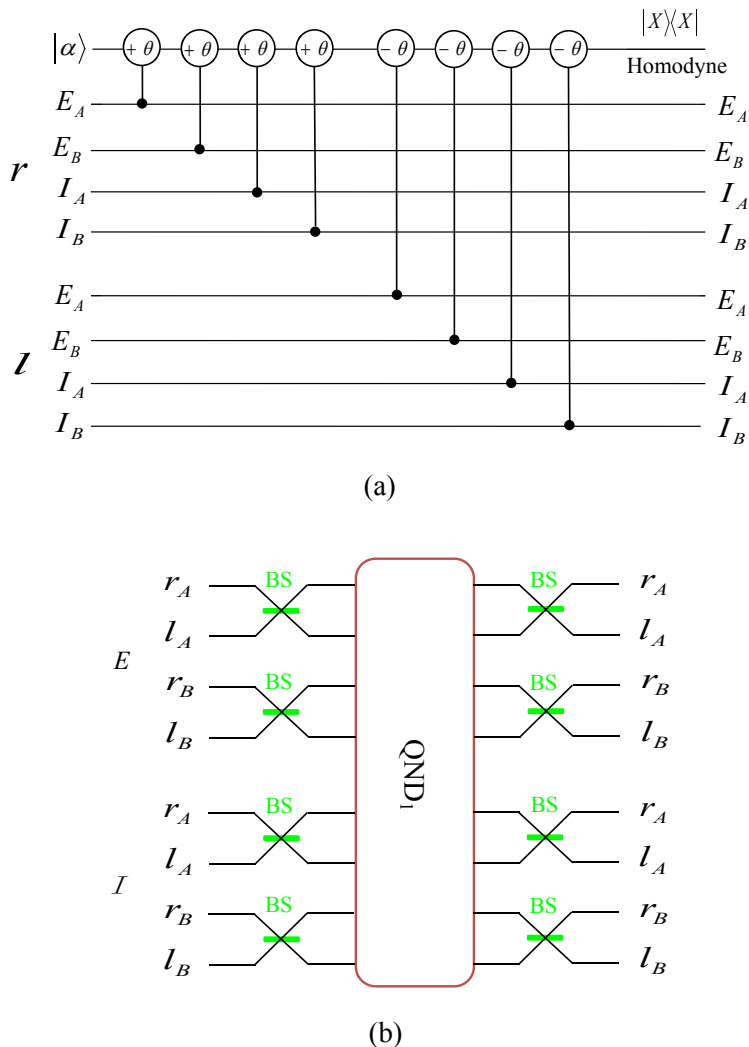 |X⟩⟨X|
|α⟩ + θ + θ + θ + θ − θ − θ − θ − θ
Homodyne
E_A E_A
E_B E_B
r
I_A I_A
I_B I_B
E_A E_A
E_B E_B
l
I_A I_A
I_B I_B
(a)
r_A BS BS r_A
l_A l_A
E
r_B BS BS r_B
l_B l_B
QND_1
r_A BS BS r_A
l_A l_A
I
r_B BS BS r_B
l_B l_B
(b)